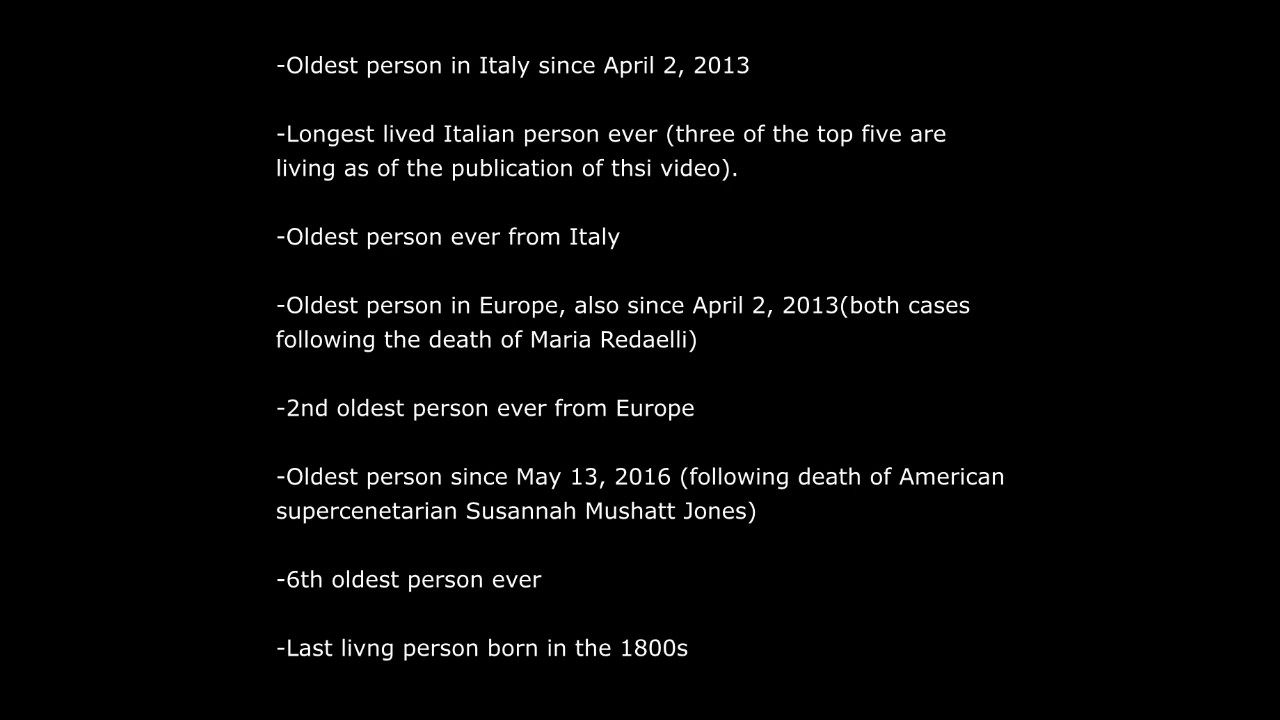 -Oldest person in Italy since April 2, 2013
-Longest lived Italian person ever (three of the top five are
living as of the publication of thsi video).
-Oldest person ever from Italy
-Oldest person in Europe, also since April 2, 2013(both cases
following the death of Maria Redaelli)
-2nd oldest person ever from Europe
-Oldest person since May 13, 2016 (following death of American
supercenetarian Susannah Mushatt Jones)
-6th oldest person ever
-Last livng person born in the 1800s